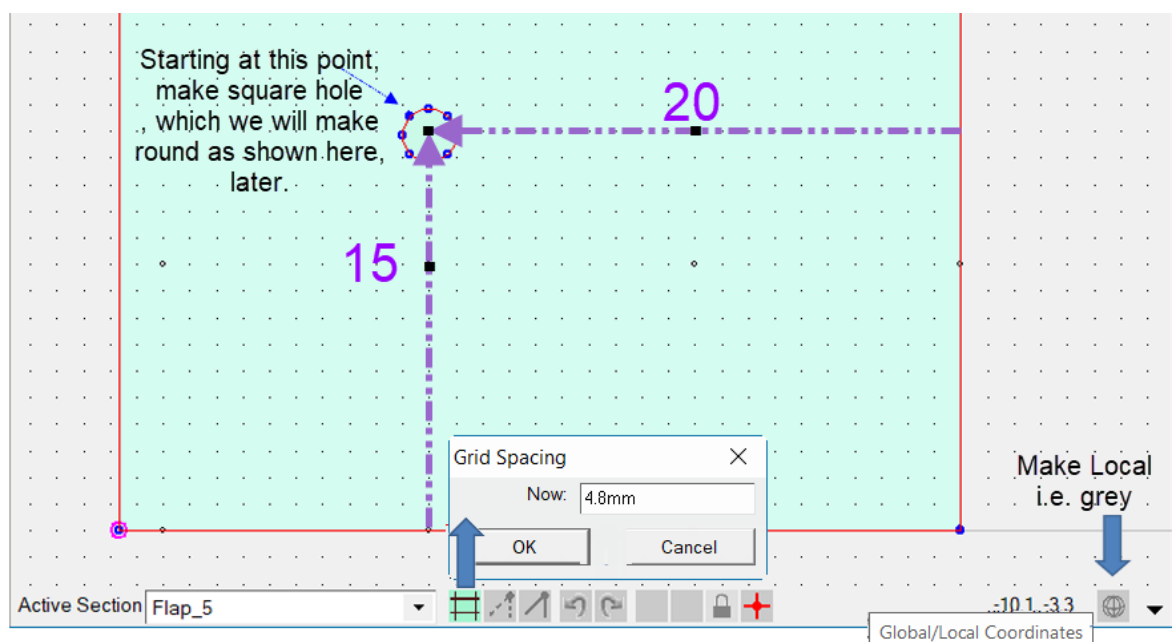 Starting at this point,
make square hole
, which we will make
round as shown here,
later.
20
15
Grid Spacing
Now: 4.8mm
OK Cancel
Make Local
i.e. grey
Active Section Flap_5
-10.1, -3.3
Global/Local Coordinates